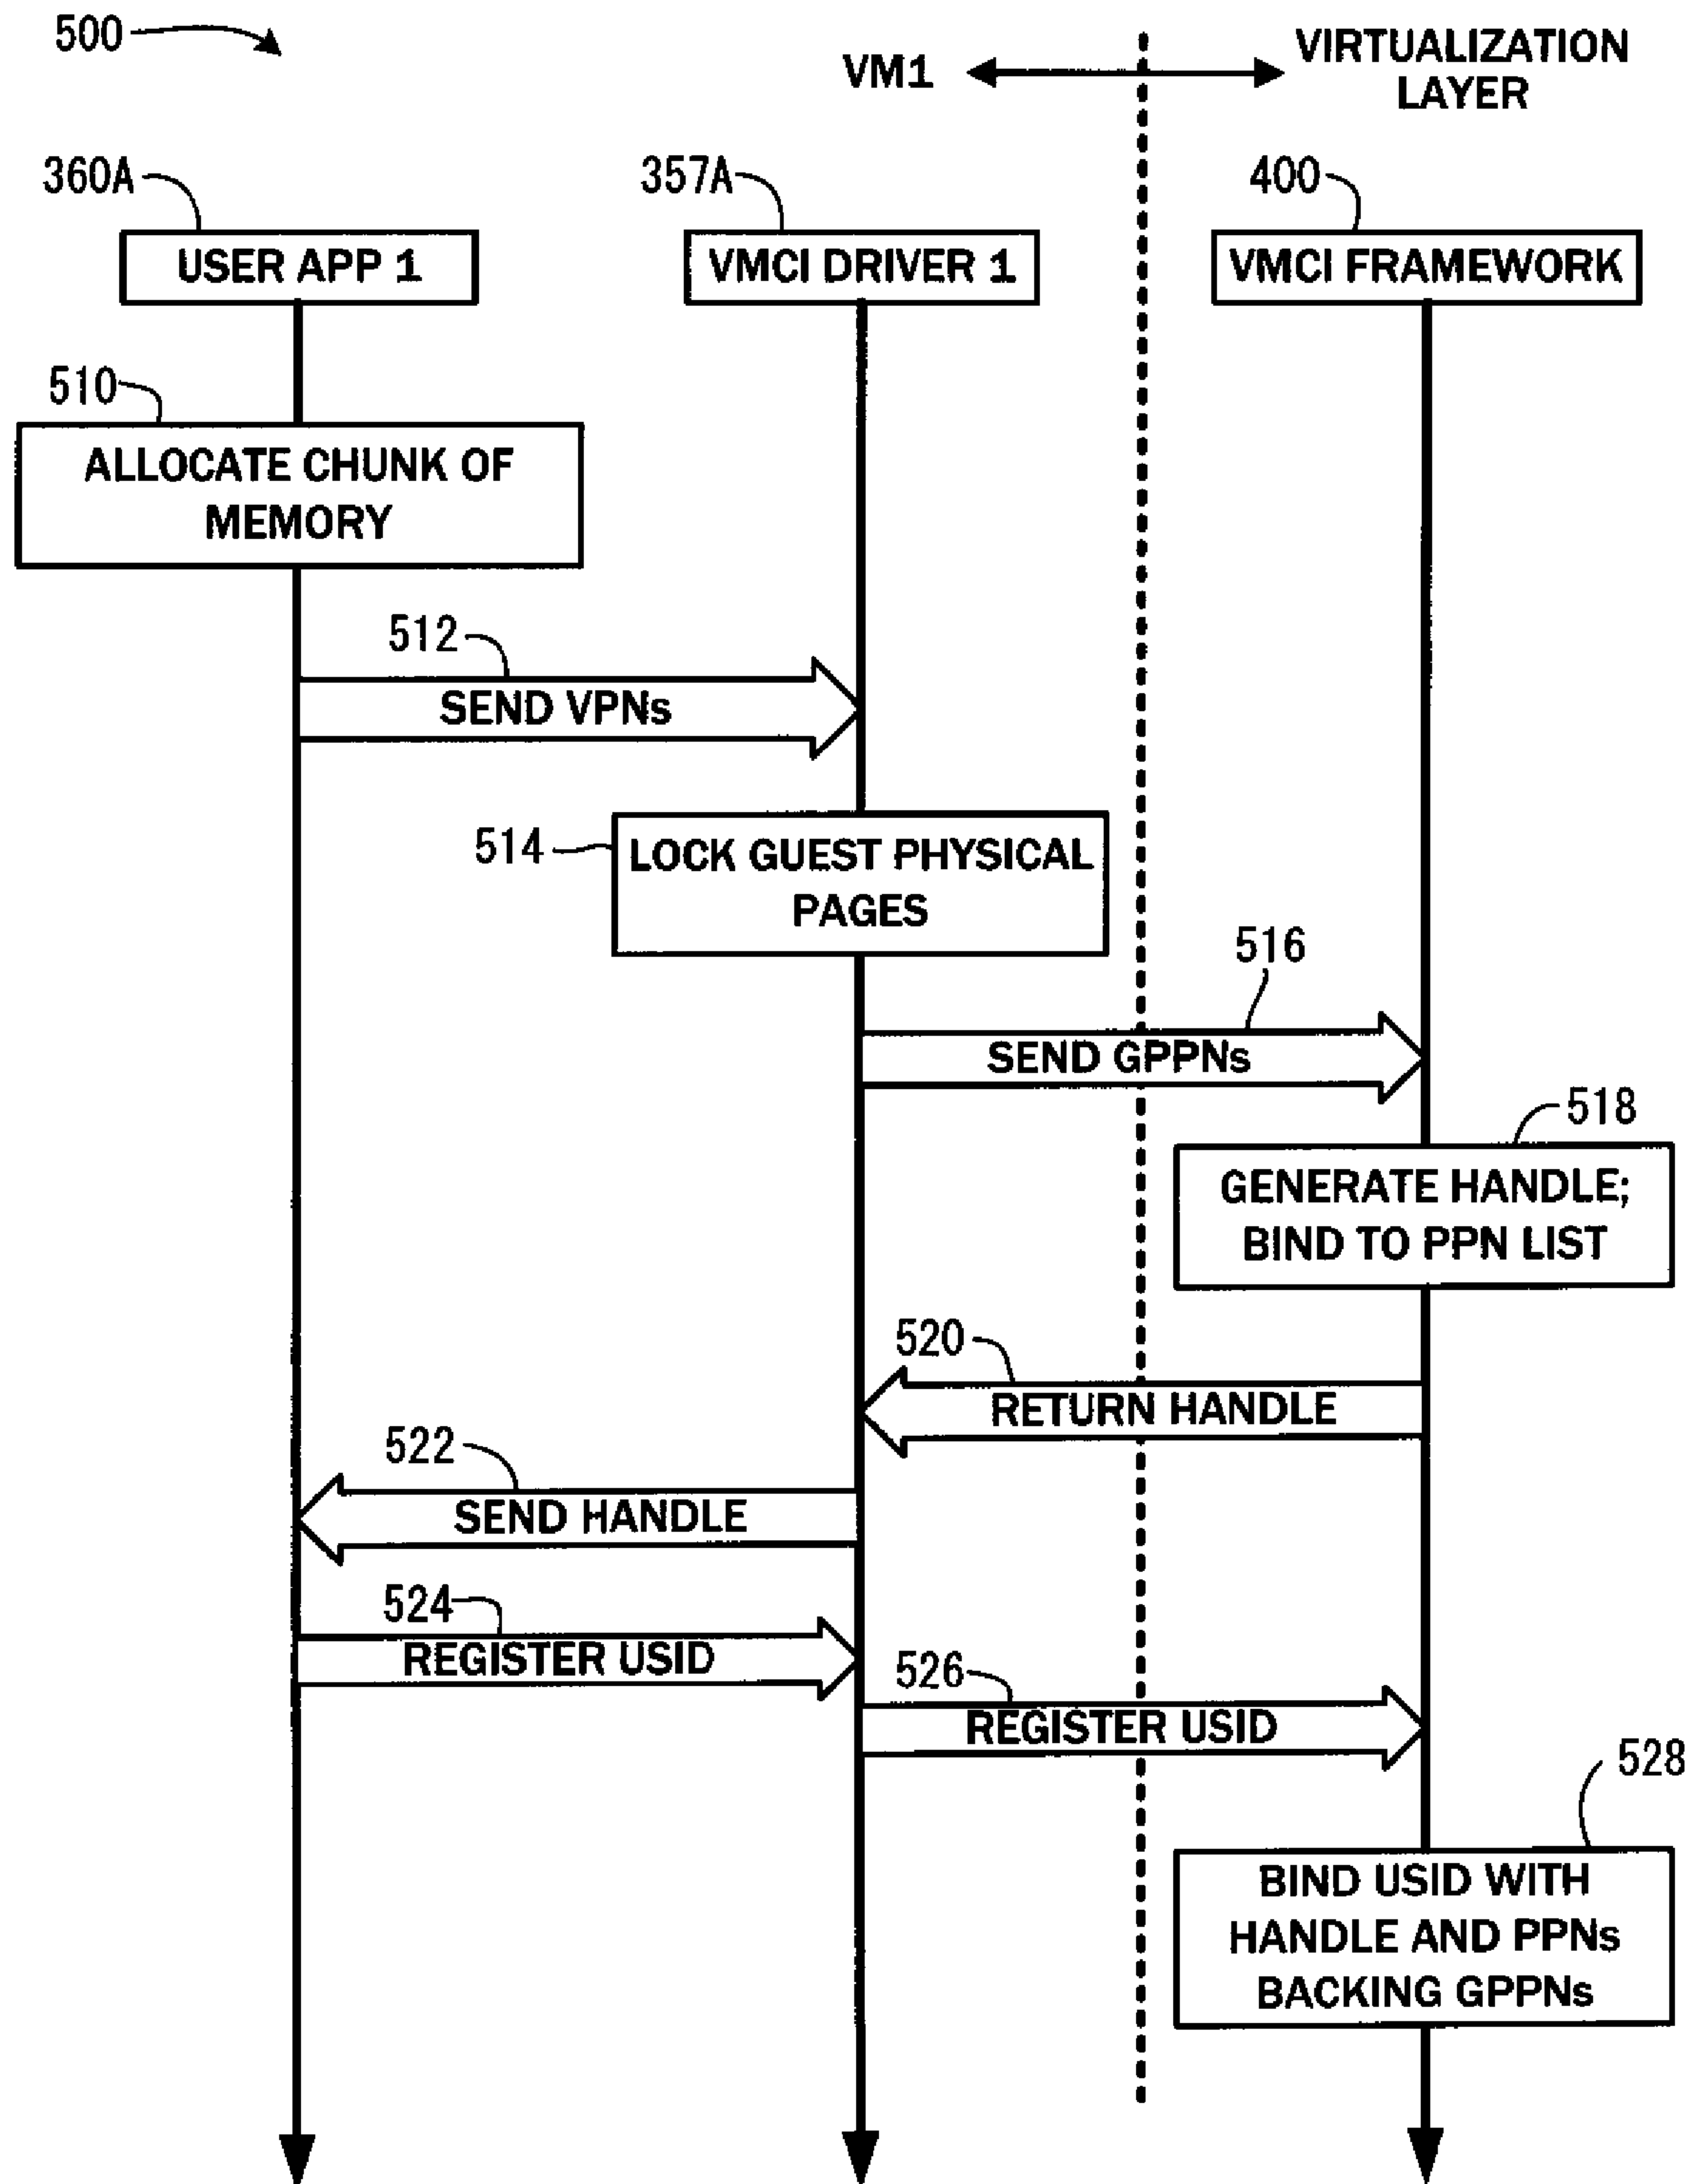 500
VM1
VIRTUALIZATION
LAYER
360A
357A
400
USER APP 1
VMCI DRIVER 1
VMCI FRAMEWORK
510
ALLOCATE CHUNK OF
MEMORY
512
SEND VPNs
514
LOCK GUEST PHYSICAL
PAGES
516
SEND GPPNs
518
GENERATE HANDLE;
BIND TO PPN LIST
520
RETURN HANDLE
522
SEND HANDLE
524
REGISTER USID
526
REGISTER USID
528
BIND USID WITH
HANDLE AND PPNs
BACKING GPPNs